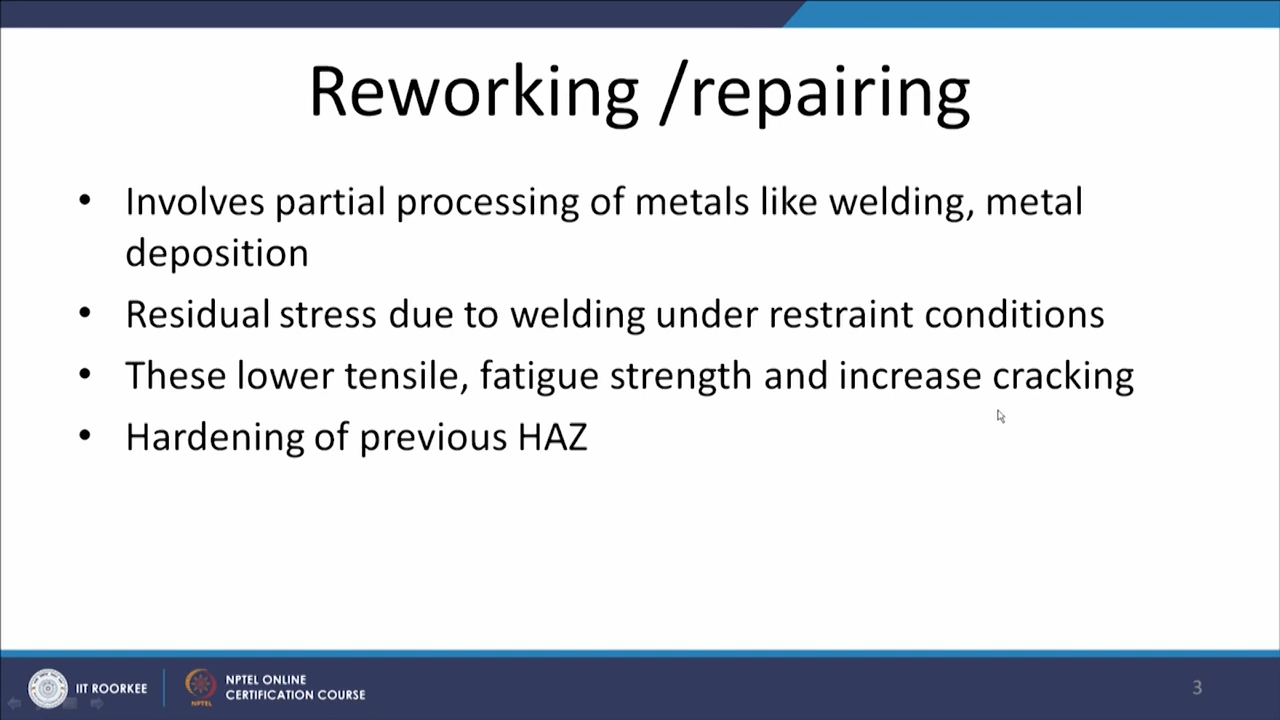 Reworking /repairing
• Involves partial processing of metals like welding, metal
deposition
• Residual stress due to welding under restraint conditions
• These lower tensile, fatigue strength and increase cracking
• Hardening of previous HAZ
IIT ROORKEE
NPTEL
NPTEL ONLINE
CERTIFICATION COURSE
3